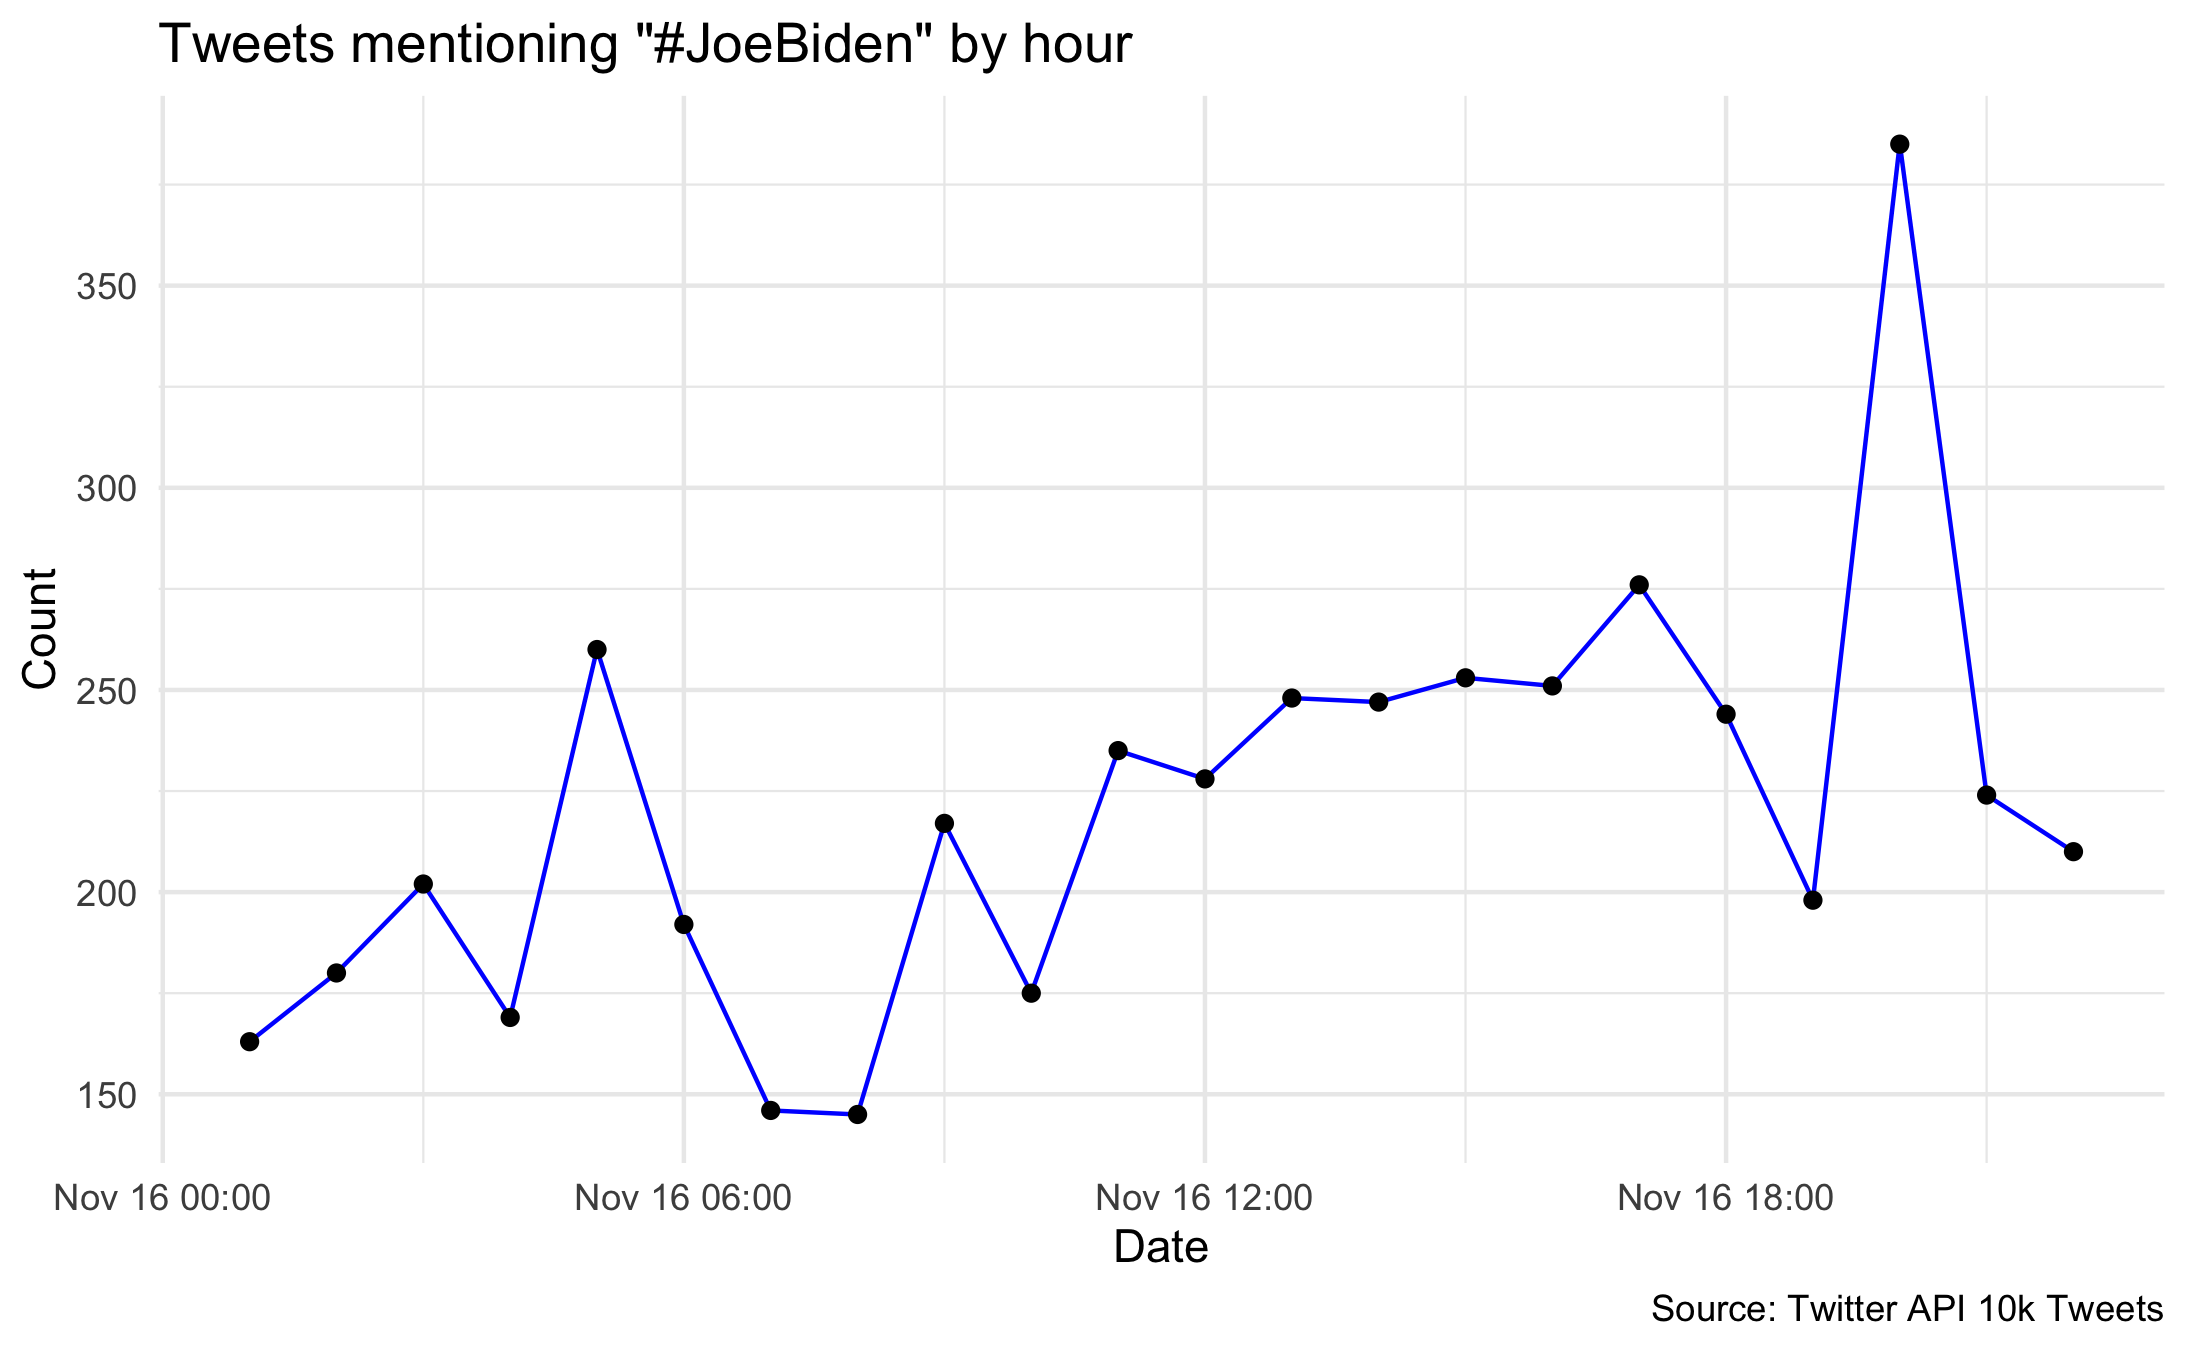 Tweets mentioning "#JoeBiden" by hour
Count
350
300
250
200
150
Nov 16 00:00 Nov 16 06:00 Nov 16 12:00 Nov 16 18:00
Date
Source: Twitter API 10k Tweets